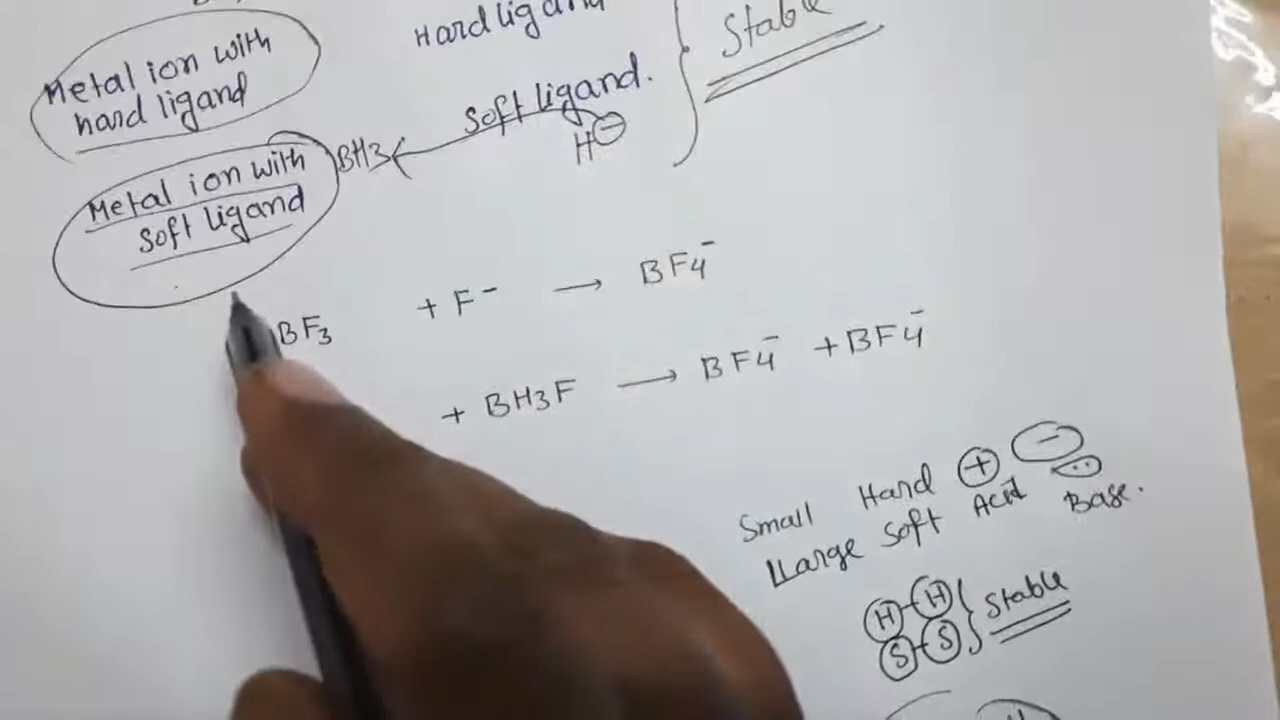 Hard ligand
Stable
Metal ion with
hard ligand
soft ligand.
H⊖
BH3
Metal ion with
soft ligand
BF3 + F⁻ → BF4⁻
+ BH3F → BF4⁻ + BF4⁻
Small Hard ⊕ −
LLarge Soft Acid Base.
H-H
S-S
Stable